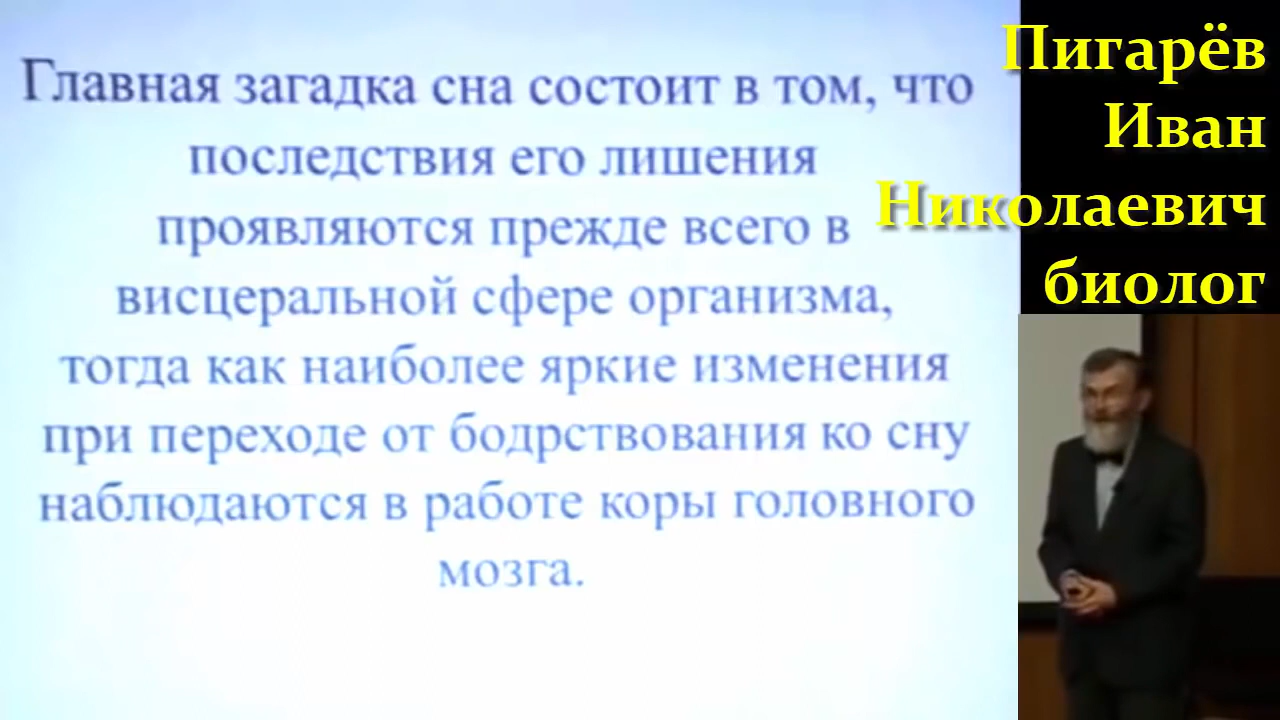 Главная загадка сна состоит в том, что
последствия его лишения
проявляются прежде всего в
висцеральной сфере организма,
тогда как наиболее яркие изменения
при переходе от бодрствования ко сну
наблюдаются в работе коры головного
мозга.
Пигарёв
Иван
Николаевич
биолог